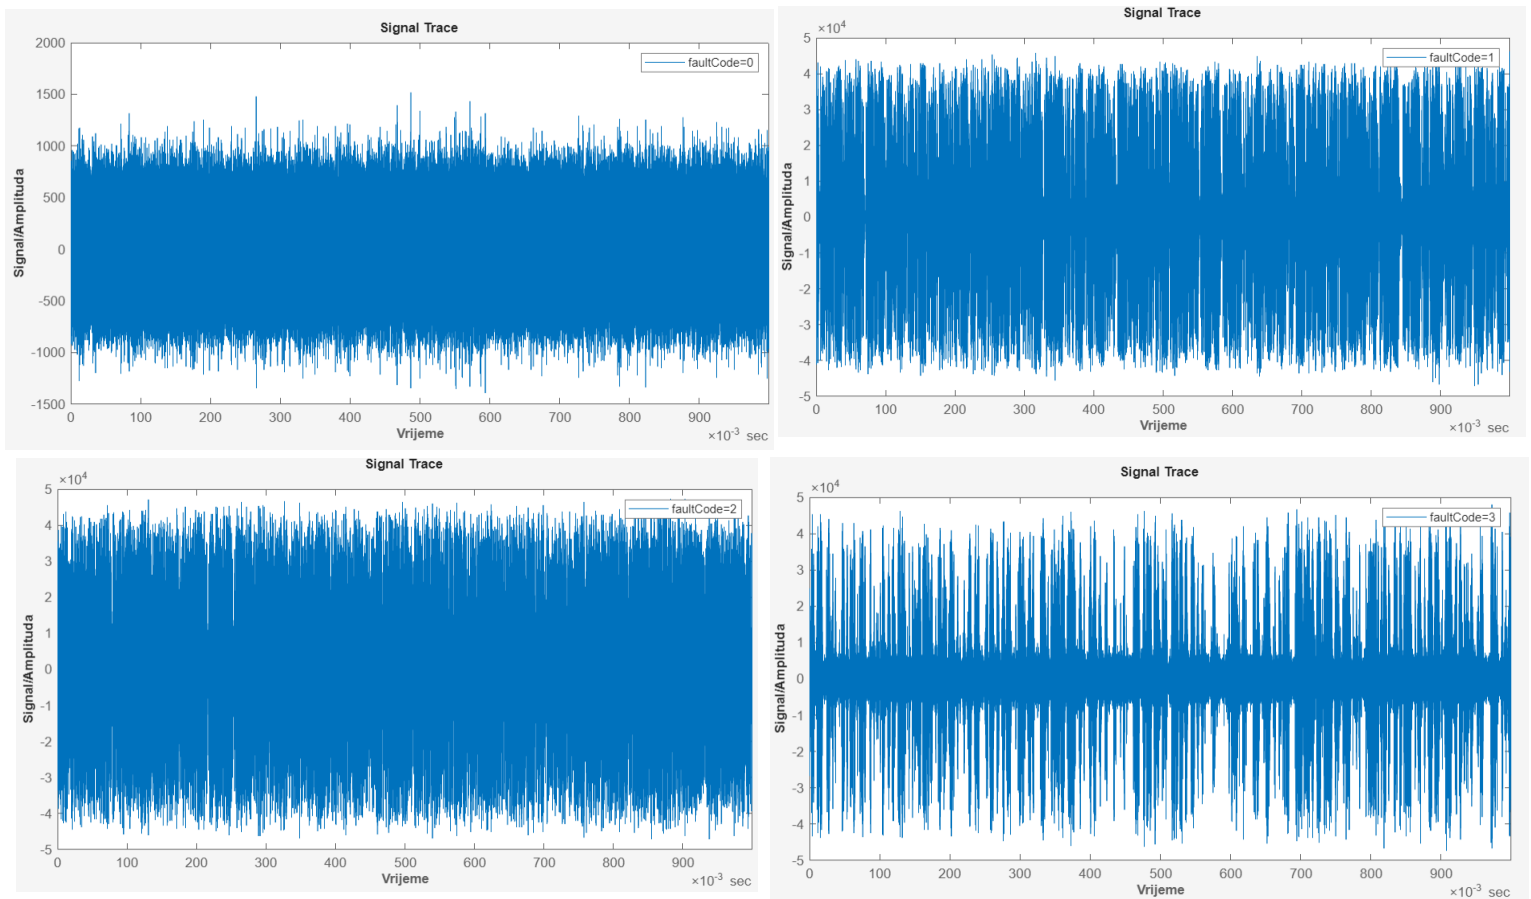 Signal Trace
faultCode=0
2000
1500
1000
500
0
-500
-1000
-1500
0 100 200 300 400 500 600 700 800 900
Vrijeme
×10-3 sec
Signal/Amplituda
Signal Trace
×10⁴
faultCode=1
5
4
3
2
1
0
-1
-2
-3
-4
-5
0 100 200 300 400 500 600 700 800 900
Vrijeme
×10-3 sec
Signal/Amplituda
Signal Trace
×10⁴
faultCode=2
5
4
3
2
1
0
-1
-2
-3
-4
-5
0 100 200 300 400 500 600 700 800 900
Vrijeme
×10-3 sec
Signal/Amplituda
Signal Trace
×10⁴
faultCode=3
5
4
3
2
1
0
-1
-2
-3
-4
-5
0 100 200 300 400 500 600 700 800 900
Vrijeme
×10-3 sec
Signal/Amplituda